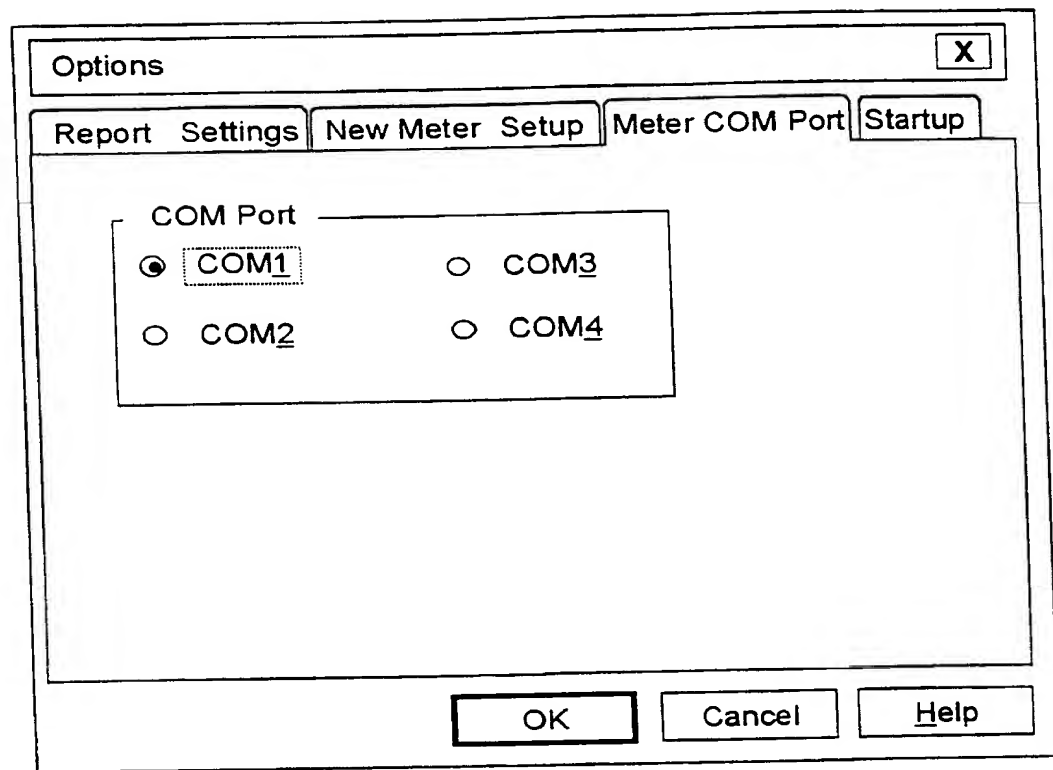 Options X
Report Settings New Meter Setup Meter COM Port Startup
COM Port
COM1 COM3
COM2 COM4
OK Cancel Help